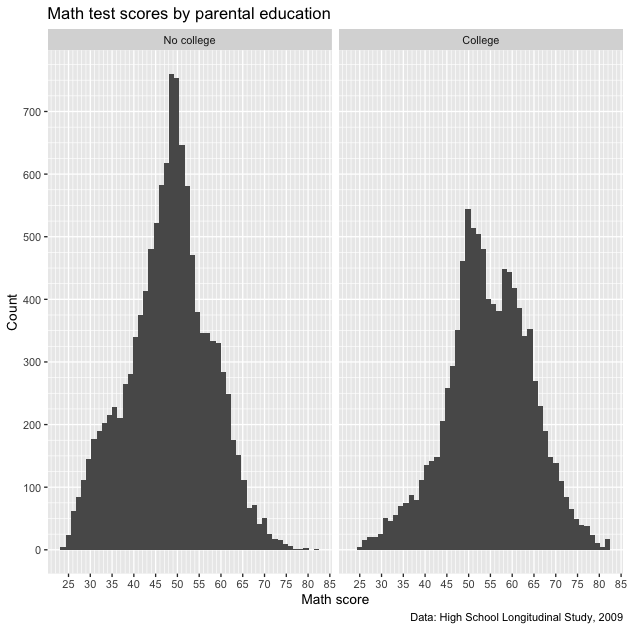 Math test scores by parental education
No college
College
700
600
500
400
300
200
100
0
Count
25 30 35 40 45 50 55 60 65 70 75 80 85
25 30 35 40 45 50 55 60 65 70 75 80 85
Math score
Data: High School Longitudinal Study, 2009